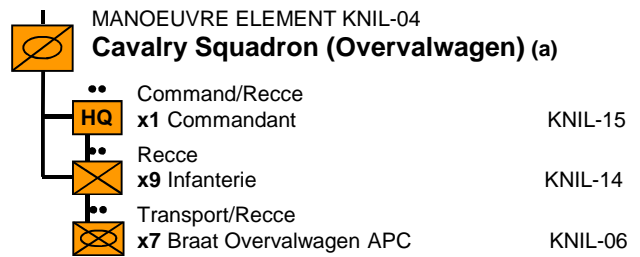 MANOEUVRE ELEMENT KNIL-04
Cavalry Squadron (Overvalwagen) (a)
Command/Recce
HQ x1 Commandant KNIL-15
Recce
x9 Infanterie KNIL-14
Transport/Recce
x7 Braat Overvalwagen APC KNIL-06